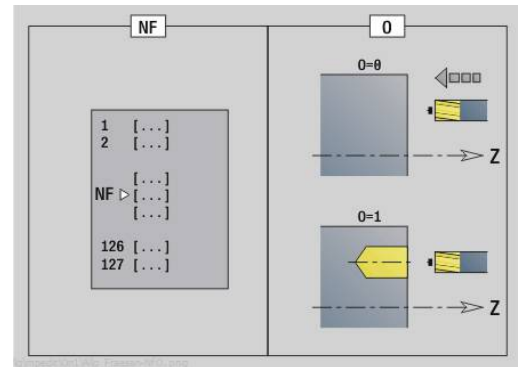 NF
O
1 [...]
2 [...]
[...]
NF [...]
[...]
126 [...]
127 [...]
O=0
Z
O=1
Z